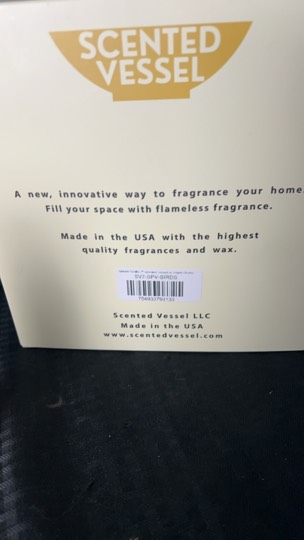 SCENTED
VESSEL
A new, innovative way to fragrance your home.
Fill your space with flameless fragrance.
Made in the USA with the highest
quality fragrances and wax.
Scented Vessel LLC
Made in the USA
www.scentedvessel.com